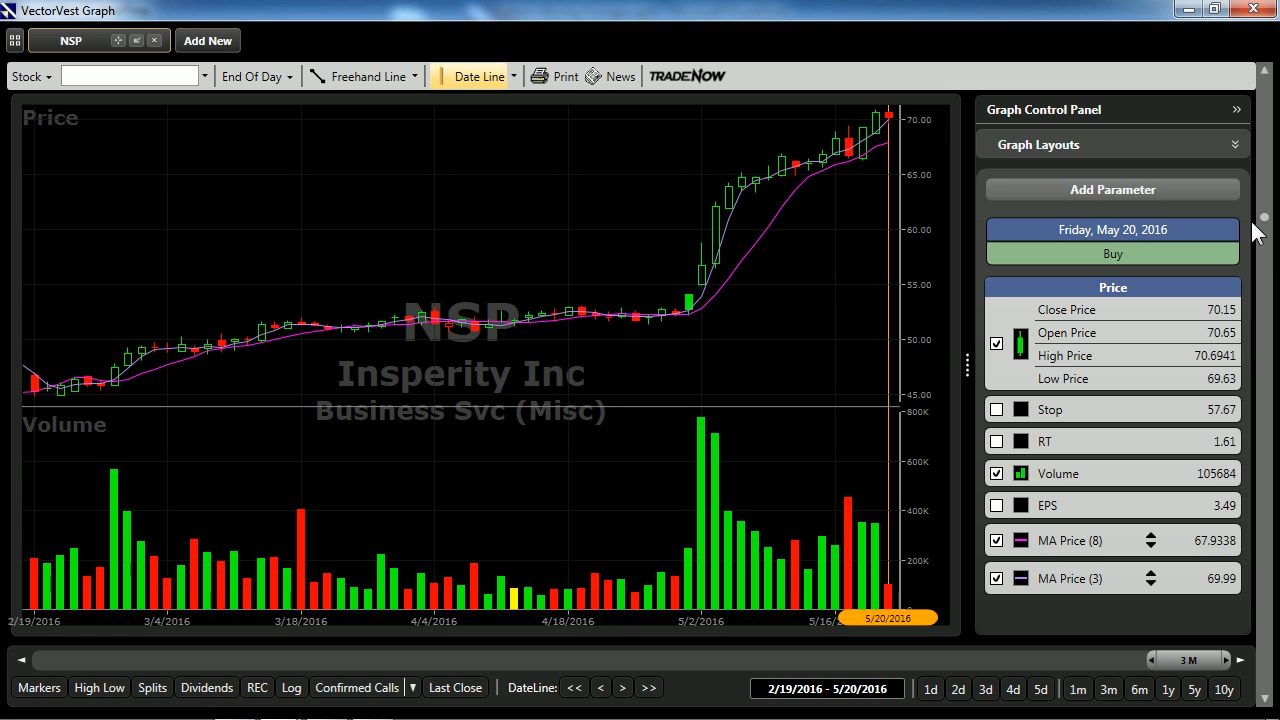 VectorVest Graph
NSP
Add New
Stock
End Of Day
Freehand Line
Date Line
Print
News
TRADENOW
Price
70.00
65.00
60.00
55.00
50.00
45.00
NSP
Insperity Inc
Business Svc (Misc)
Volume
800K
600K
400K
200K
0
2/19/2016
3/4/2016
3/18/2016
4/4/2016
4/18/2016
5/2/2016
5/16/2
5/20/2016
Graph Control Panel
Graph Layouts
Add Parameter
Friday, May 20, 2016
Buy
Price
Close Price 70.15
Open Price 70.65
High Price 70.6941
Low Price 69.63
Stop 57.67
RT 1.61
Volume 105684
EPS 3.49
MA Price (8) 67.9338
MA Price (3) 69.99
3 M
Markers High Low Splits Dividends REC Log Confirmed Calls Last Close DateLine: << < > >> 2/19/2016 - 5/20/2016 1d 2d 3d 4d 5d 1m 3m 6m 1y 5y 10y